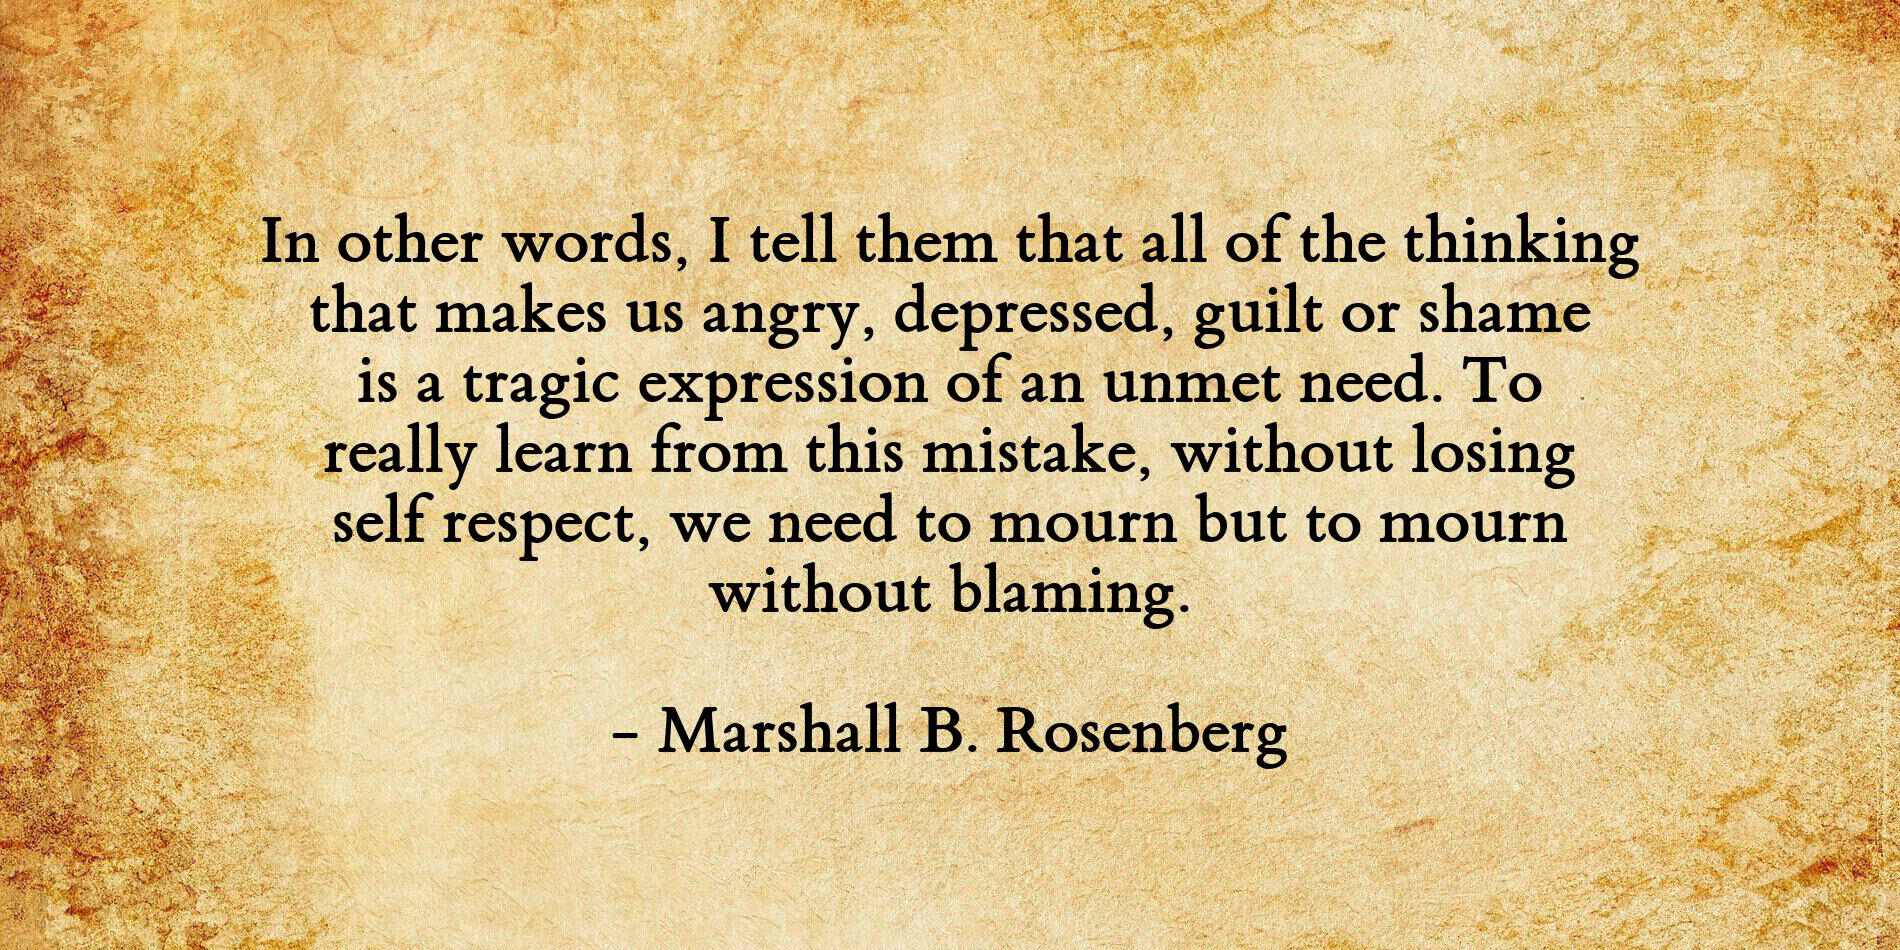 In other words, I tell them that all of the thinking
that makes us angry, depressed, guilt or shame
is a tragic expression of an unmet need. To
really learn from this mistake, without losing
self respect, we need to mourn but to mourn
without blaming.
- Marshall B. Rosenberg